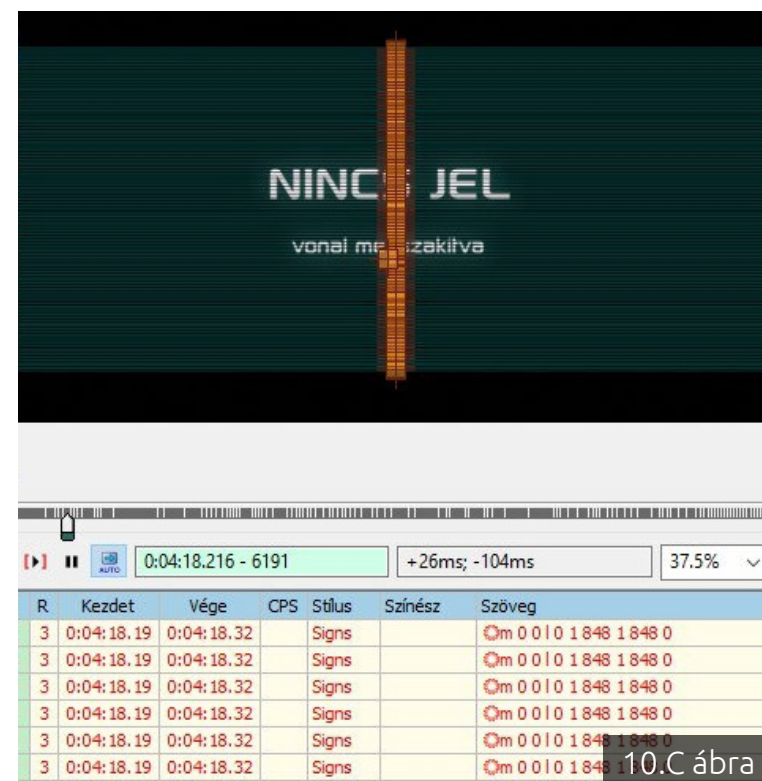 NINCS JEL
vonal megszakítva
AUTO
0:04:18.216 - 6191
+26ms; -104ms
37.5%
R Kezdet Vége CPS Stílus Színész Szöveg
3 0:04:18.19 0:04:18.32 Signs m 0 0 l 0 1 848 1 848 0
3 0:04:18.19 0:04:18.32 Signs m 0 0 l 0 1 848 1 848 0
3 0:04:18.19 0:04:18.32 Signs m 0 0 l 0 1 848 1 848 0
3 0:04:18.19 0:04:18.32 Signs m 0 0 l 0 1 848 1 848 0
3 0:04:18.19 0:04:18.32 Signs m 0 0 l 0 1 848 1 848 0
3 0:04:18.19 0:04:18.32 Signs m 0 0 l 0 1 848
10.C ábra